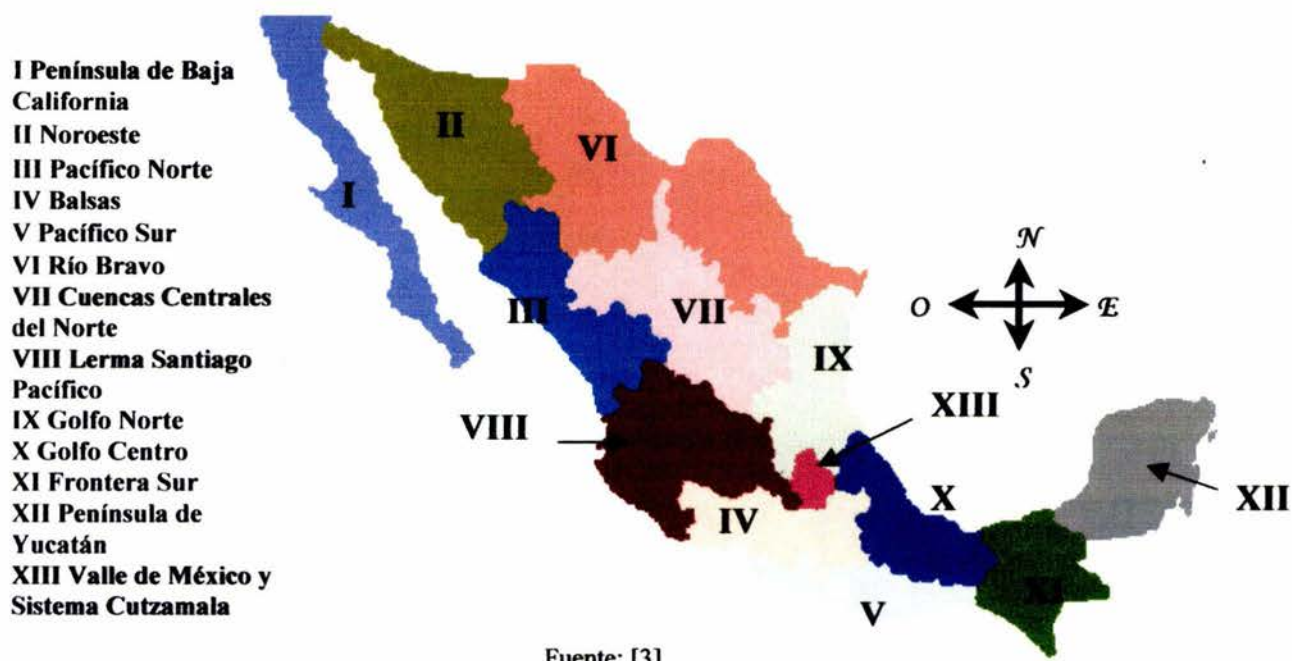 I Península de Baja
California
II Noroeste
III Pacífico Norte
IV Balsas
V Pacífico Sur
VI Río Bravo
VII Cuencas Centrales
del Norte
VIII Lerma Santiago
Pacífico
IX Golfo Norte
X Golfo Centro
XI Frontera Sur
XII Península de
Yucatán
XIII Valle de México y
Sistema Cutzamala
I
II
VI
III
VII
IX
VIII
XIII
IV
X
XII
V
XI
N
O
E
S
Fuente: [3]